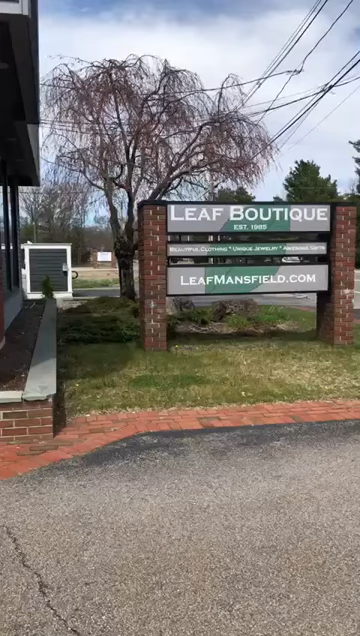 Leaf Boutique
EST. 1985
Beautiful Clothing * Unique Jewelry * Awesome Gifts
LeafMansfield.com